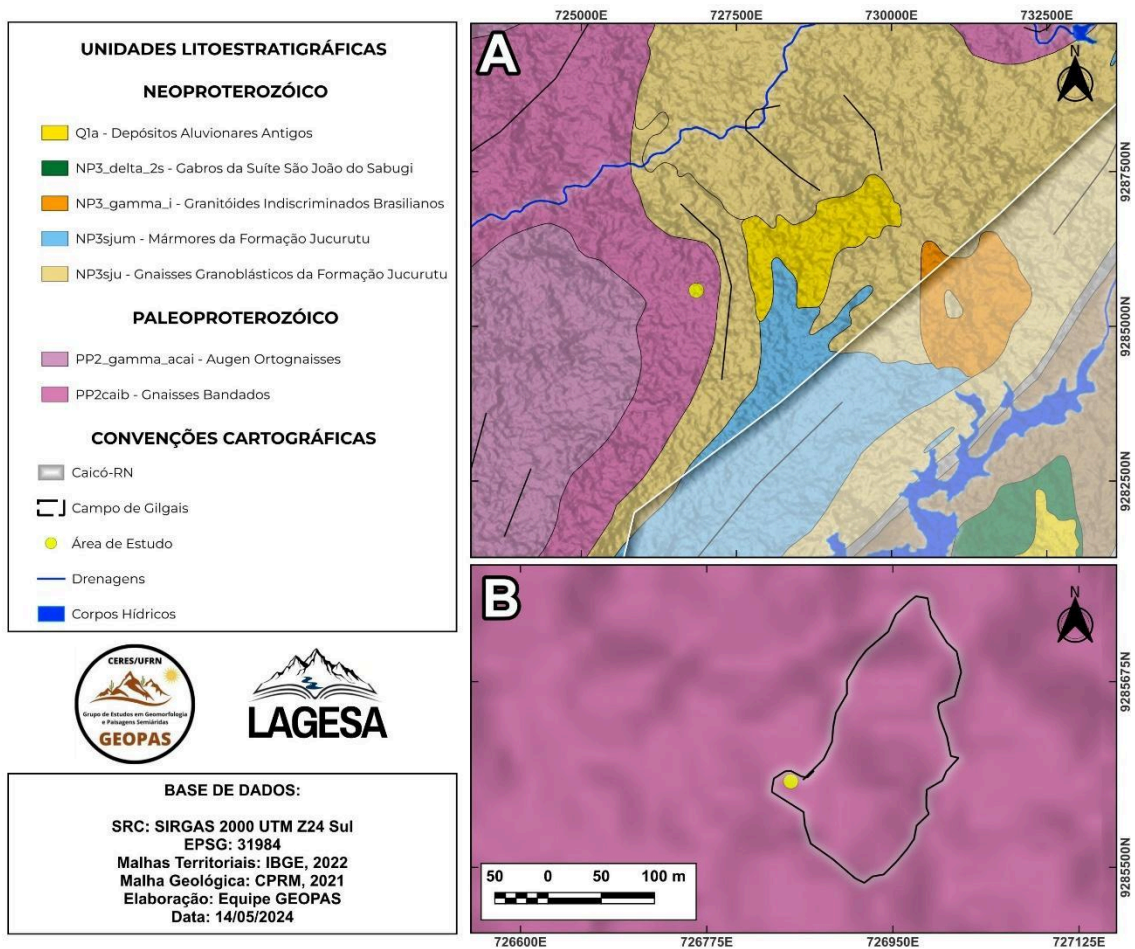 UNIDADES LITOESTRATIGRÁFICAS
NEOPROTEROZÓICO
Q1a - Depósitos Aluvionares Antigos
NP3_delta_2s - Gabros da Suíte São João do Sabugi
NP3_gamma_i - Granitóides Indiscriminados Brasilianos
NP3sjum - Mármores da Formação Jucurutu
NP3sju - Gnaisses Granoblásticos da Formação Jucurutu
PALEOPROTEROZÓICO
PP2_gamma_acai - Augen Ortognaisses
PP2caib - Gnaisses Bandados
CONVENÇÕES CARTOGRÁFICAS
Caicó-RN
Campo de Gilgais
Área de Estudo
Drenagens
Corpos Hídricos
CERES/UFRN
Grupo de Estudos em Geomorfologia
e Paisagens Semiáridas
GEOPAS
LAGESA
BASE DE DADOS:
SRC: SIRGAS 2000 UTM Z24 Sul
EPSG: 31984
Malhas Territoriais: IBGE, 2022
Malha Geológica: CPRM, 2021
Elaboração: Equipe GEOPAS
Data: 14/05/2024
725000E 727500E 730000E 732500E
A
N
9287500N
9285000N
9282500N
B
N
9285675N
9285500N
50 0 50 100 m
726600E 726775E 726950E 727125E